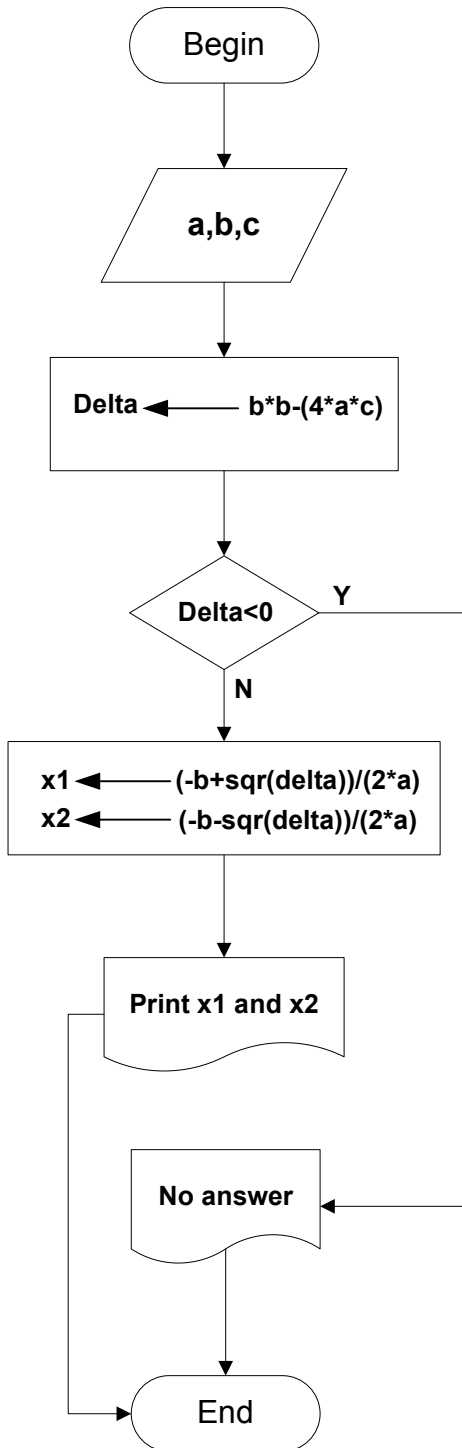 Begin
a,b,c
Delta b*b-(4*a*c)
Delta<0
Y
N
x1 (-b+sqr(delta))/(2*a)
x2 (-b-sqr(delta))/(2*a)
Print x1 and x2
No answer
End